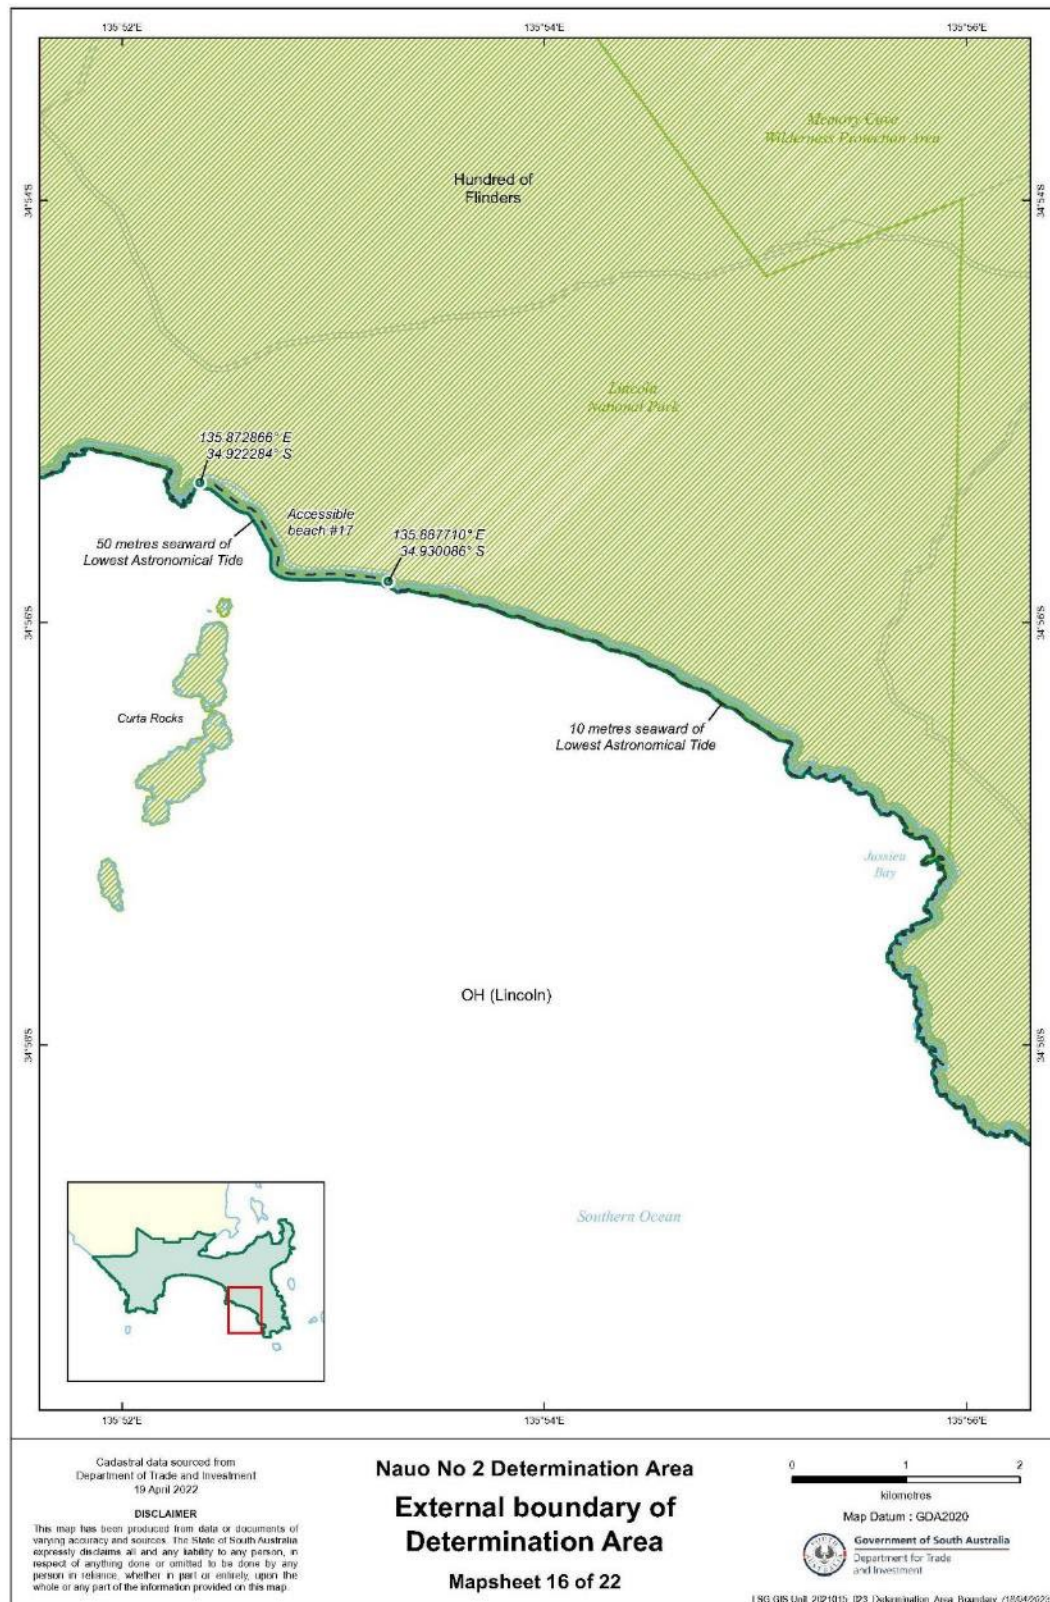 135°52'E
135°54'E
135°56'E
Memory Cove
Wilderness Protection Area
Hundred of
Flinders
34°54'S
34°54'S
Lincoln
National Park
135.872866° E
34.922284° S
Accessible
beach #17
50 metres seaward of
Lowest Astronomical Tide
135.887710° E
34.930086° S
34°56'S
34°56'S
Curta Rocks
10 metres seaward of
Lowest Astronomical Tide
Jussieu
Bay
OH (Lincoln)
34°58'S
34°58'S
Southern Ocean
135°52'E
135°54'E
135°56'E
Cadastral data sourced from
Department of Trade and Investment
19 April 2022
DISCLAIMER
This map has been produced from data or documents of
varying accuracy and sources. The State of South Australia
expressly disclaims all and any liability to any person, in
respect of anything done or omitted to be done by any
person in reliance, whether in part or entirely, upon the
whole or any part of the information provided on this map.
Nauo No 2 Determination Area
External boundary of
Determination Area
Mapsheet 16 of 22
0 1 2
kilometres
Map Datum : GDA2020
SOUTH
AUSTRALIA
Government of South Australia
Department for Trade
and Investment
LSG GIS Unit 2021015_023_Determination_Area_Boundary /18/04/2023